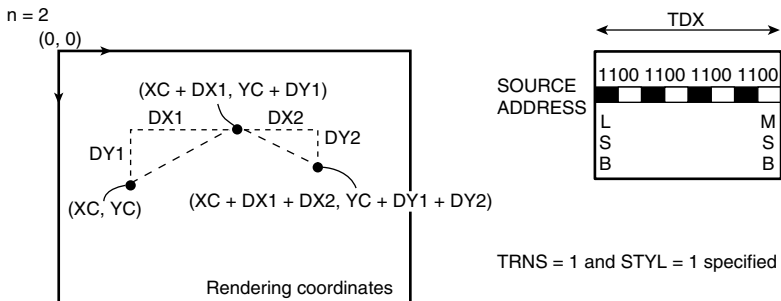 n = 2
(0, 0)
(XC + DX1, YC + DY1)
DX1
DX2
DY1
DY2
(XC, YC)
(XC + DX1 + DX2, YC + DY1 + DY2)
Rendering coordinates
TDX
SOURCE
ADDRESS
1100 1100 1100 1100
L M
S S
B B
TRNS = 1 and STYL = 1 specified